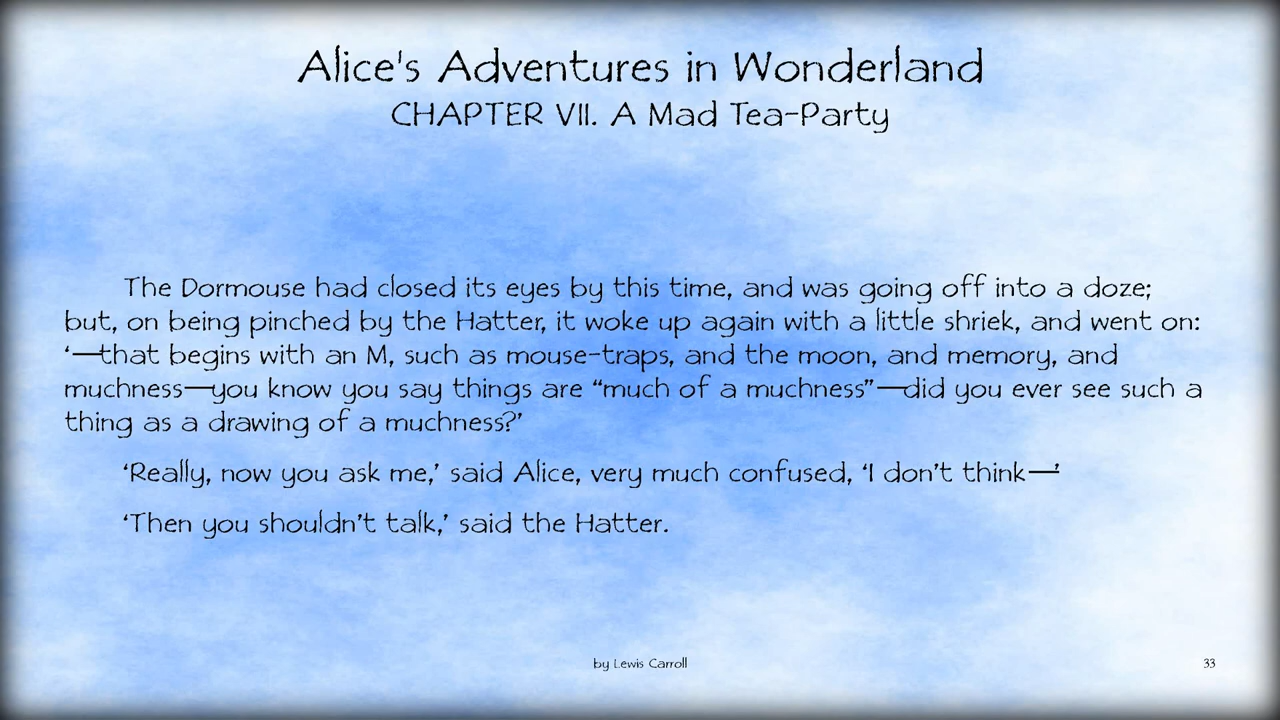 Alice's Adventures in Wonderland
CHAPTER VII. A Mad Tea-Party
The Dormouse had closed its eyes by this time, and was going off into a doze;
but, on being pinched by the Hatter, it woke up again with a little shriek, and went on:
‘—that begins with an M, such as mouse-traps, and the moon, and memory, and
muchness—you know you say things are “much of a muchness”—did you ever see such a
thing as a drawing of a muchness?’
‘Really, now you ask me,’ said Alice, very much confused, ‘I don’t think—’
‘Then you shouldn’t talk,’ said the Hatter.
by Lewis Carroll
33